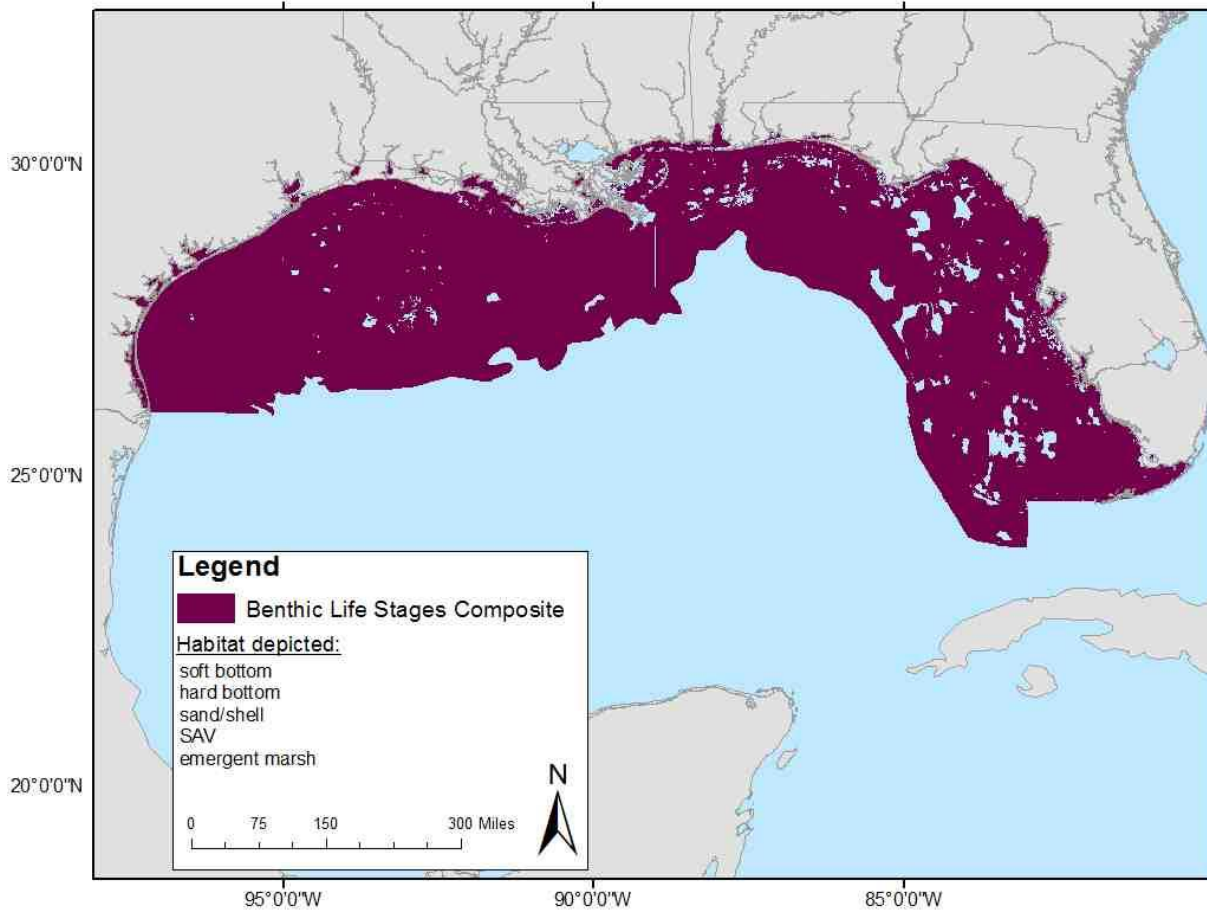 30°0'0"N
25°0'0"N
20°0'0"N
Legend
Benthic Life Stages Composite
Habitat depicted:
soft bottom
hard bottom
sand/shell
SAV
emergent marsh
N
0 75 150 300 Miles
95°0'0"W 90°0'0"W 85°0'0"W